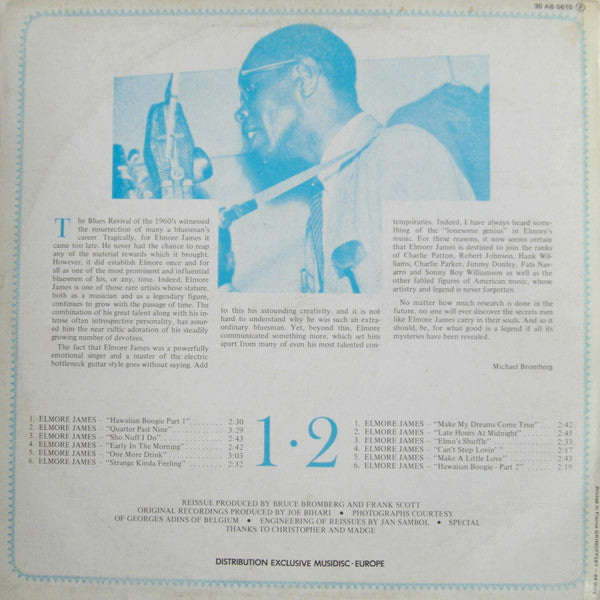 30 AB 5610
The Blues Revival of the 1960's witnessed
the resurrection of many a bluesman's
career. Tragically, for Elmore James it
came too late. He never had the chance to reap
any of the material rewards which it brought.
However, it did establish Elmore once and for
all as one of the most prominent and influential
bluesmen of his, or any, time. Indeed, Elmore
James is one of those rare artists whose stature,
both as a musician and as a legendary figure,
continues to grow with the passage of time. The
combination of his great talent along with his in-
tense often introspective personality, has assur-
ed him the near cultic adoration of his steadily
growing number of devotees.
The fact that Elmore James was a powerfully
emotional singer and a master of the electric
bottleneck guitar style goes without saying. Add
to this his astounding creativity, and it is not
hard to understand why he was such an extra-
ordinary bluesman. Yet, beyond this, Elmore
communicated something more, which set him
apart from many of even his most talented con-
temporaries. Indeed, I have always heard some-
thing of the "lonesome genius" in Elmore's
music. For these reasons, it now seems certain
that Elmore James is destined to join the ranks
of Charlie Patton, Robert Johnson, Hank Wil-
liams, Charlie Parker, Jimmy Donley, Fats Nav-
arro and Sonny Boy Williamson as well as the
other fabled figures of American music, whose
artistry and legend is never forgotten.
No matter how much research is done in the
future, no one will ever discover the secrets men
like Elmore James carry in their souls. And so it
should, be, for what good is a legend if all its
mysteries have been revealed.
Michael Bromberg
1. ELMORE JAMES – "Hawaiian Boogie Part 1" 2:30
2. ELMORE JAMES – "Quarter Past Nine" 3:29
3. ELMORE JAMES – "Sho Nuff I Do" 2:43
4. ELMORE JAMES – "Early In The Morning" 2:42
5. ELMORE JAMES – "One More Drink" 3:03
6. ELMORE JAMES – "Strange Kinda Feeling" 2:32
1 · 2
1. ELMORE JAMES – "Make My Dreams Come True" 2:42
2. ELMORE JAMES – "Late Hours At Midnight" 2:45
3. ELMORE JAMES – "Elmo's Shuffle" 2:33
4. ELMORE JAMES – "Can't Stop Lovin'" 2:17
5. ELMORE JAMES – "Make A Little Love" 2:43
6. ELMORE JAMES – "Hawaiian Boogie - Part 2" 2:19
REISSUE PRODUCED BY BRUCE BROMBERG AND FRANK SCOTT
ORIGINAL RECORDINGS PRODUCED BY JOE BIHARI • PHOTOGRAPHS COURTESY
OF GEORGES ADINS OF BELGIUM • ENGINEERING OF REISSUES BY JAN SAMBOL • SPECIAL
THANKS TO CHRISTOPHER AND MADGE
DISTRIBUTION EXCLUSIVE MUSIDISC-EUROPE
Printed in France